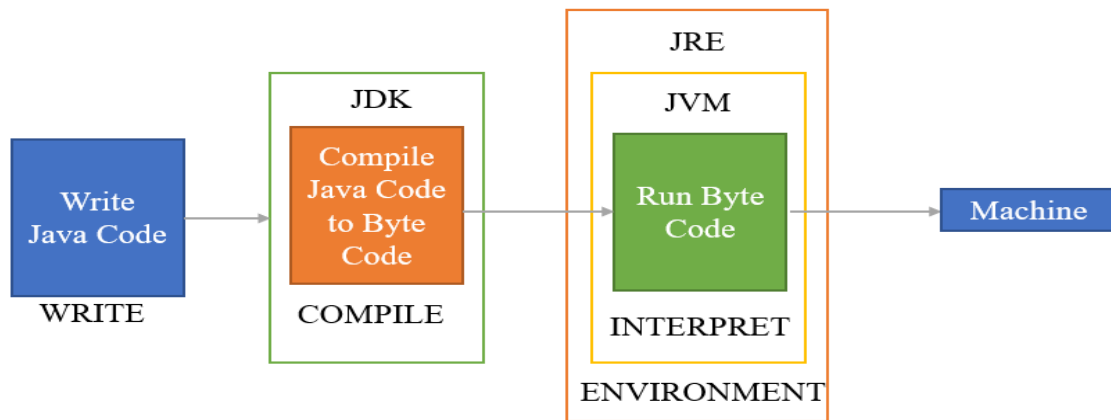 Write
Java Code
WRITE
JDK
Compile
Java Code
to Byte
Code
COMPILE
JRE
JVM
Run Byte
Code
INTERPRET
ENVIRONMENT
Machine